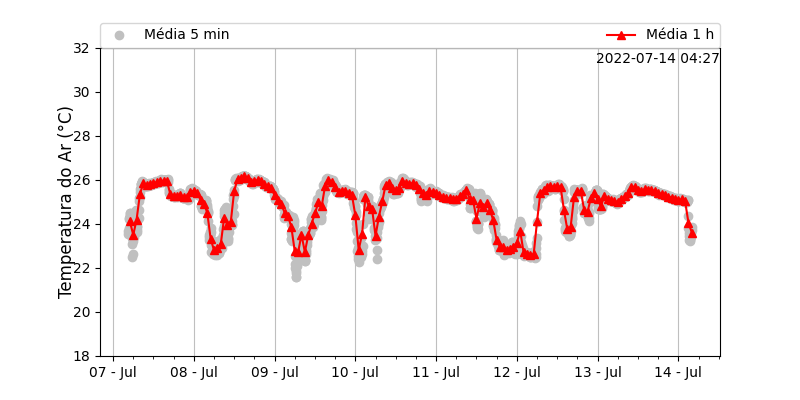 Média 5 min
Média 1 h
2022-07-14 04:27
Temperatura do Ar (°C)
32
30
28
26
24
22
20
18
07 - Jul
08 - Jul
09 - Jul
10 - Jul
11 - Jul
12 - Jul
13 - Jul
14 - Jul